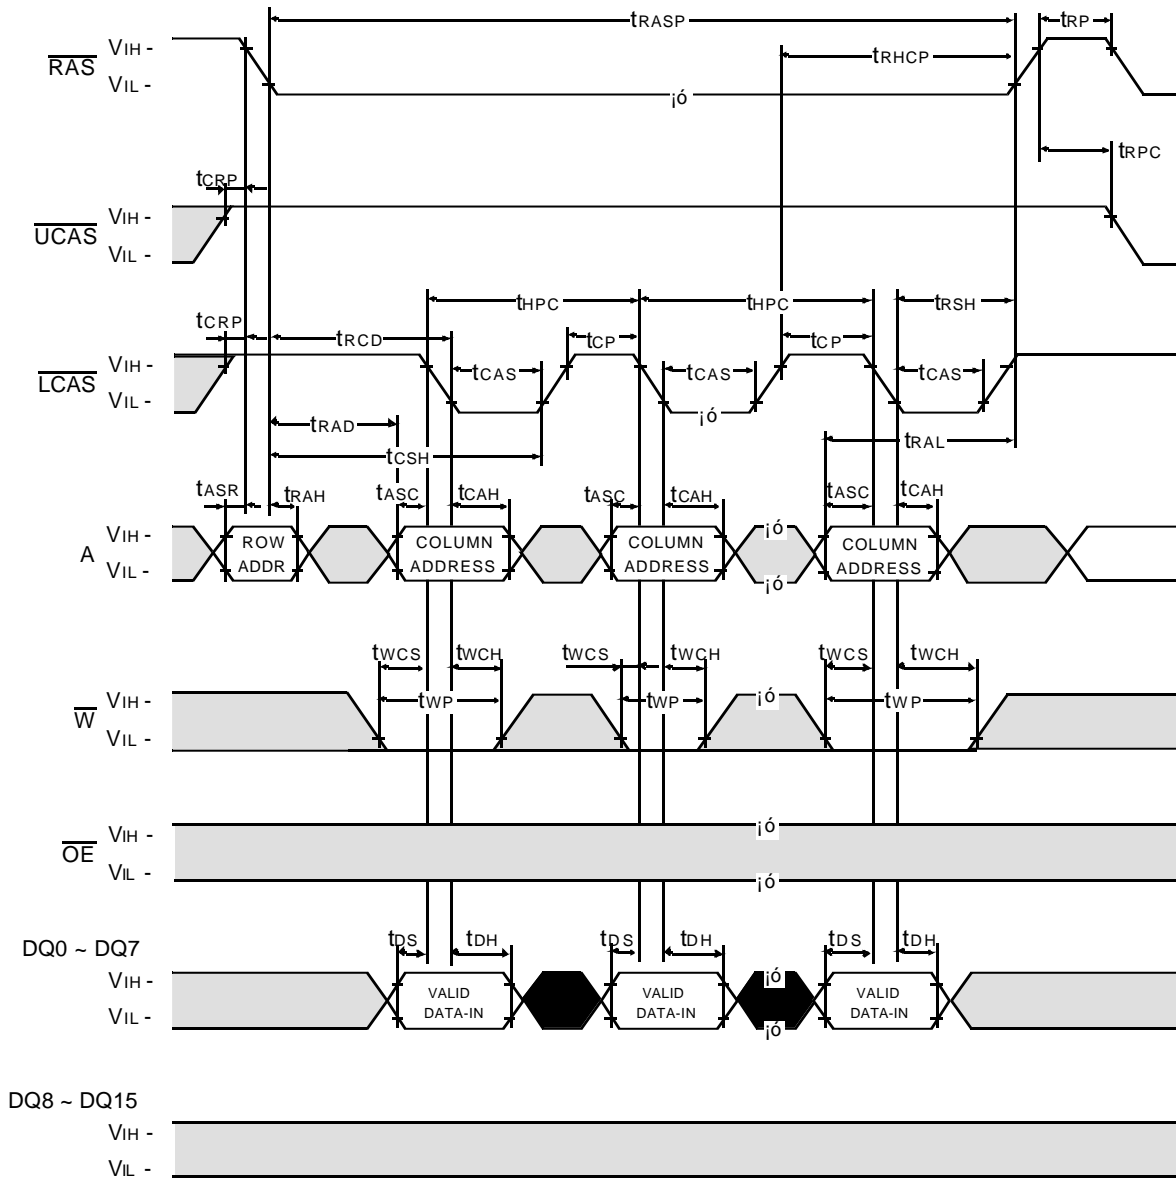 tRASP
tRP
RAS
VIH -
VIL -
tRHCP
¡ó
tRPC
tCRP
UCAS
VIH -
VIL -
tHPC
tHPC
tRSH
tCRP
tRCD
tCP
tCP
LCAS
VIH -
VIL -
tCAS
tCAS
tCAS
¡ó
tRAD
tCSH
tRAL
tASR
tRAH
tASC
tCAH
tASC
tCAH
tASC
tCAH
A
VIH -
VIL -
ROW
ADDR
COLUMN
ADDRESS
COLUMN
ADDRESS
¡ó
¡ó
COLUMN
ADDRESS
tWCS
tWCH
tWCS
tWCH
tWCS
tWCH
W
VIH -
VIL -
tWP
tWP
¡ó
tWP
OE
VIH -
VIL -
¡ó
¡ó
DQ0 ~ DQ7
tDS
tDH
tDS
tDH
tDS
tDH
VIH -
VIL -
VALID
DATA-IN
VALID
DATA-IN
¡ó
¡ó
VALID
DATA-IN
DQ8 ~ DQ15
VIH -
VIL -